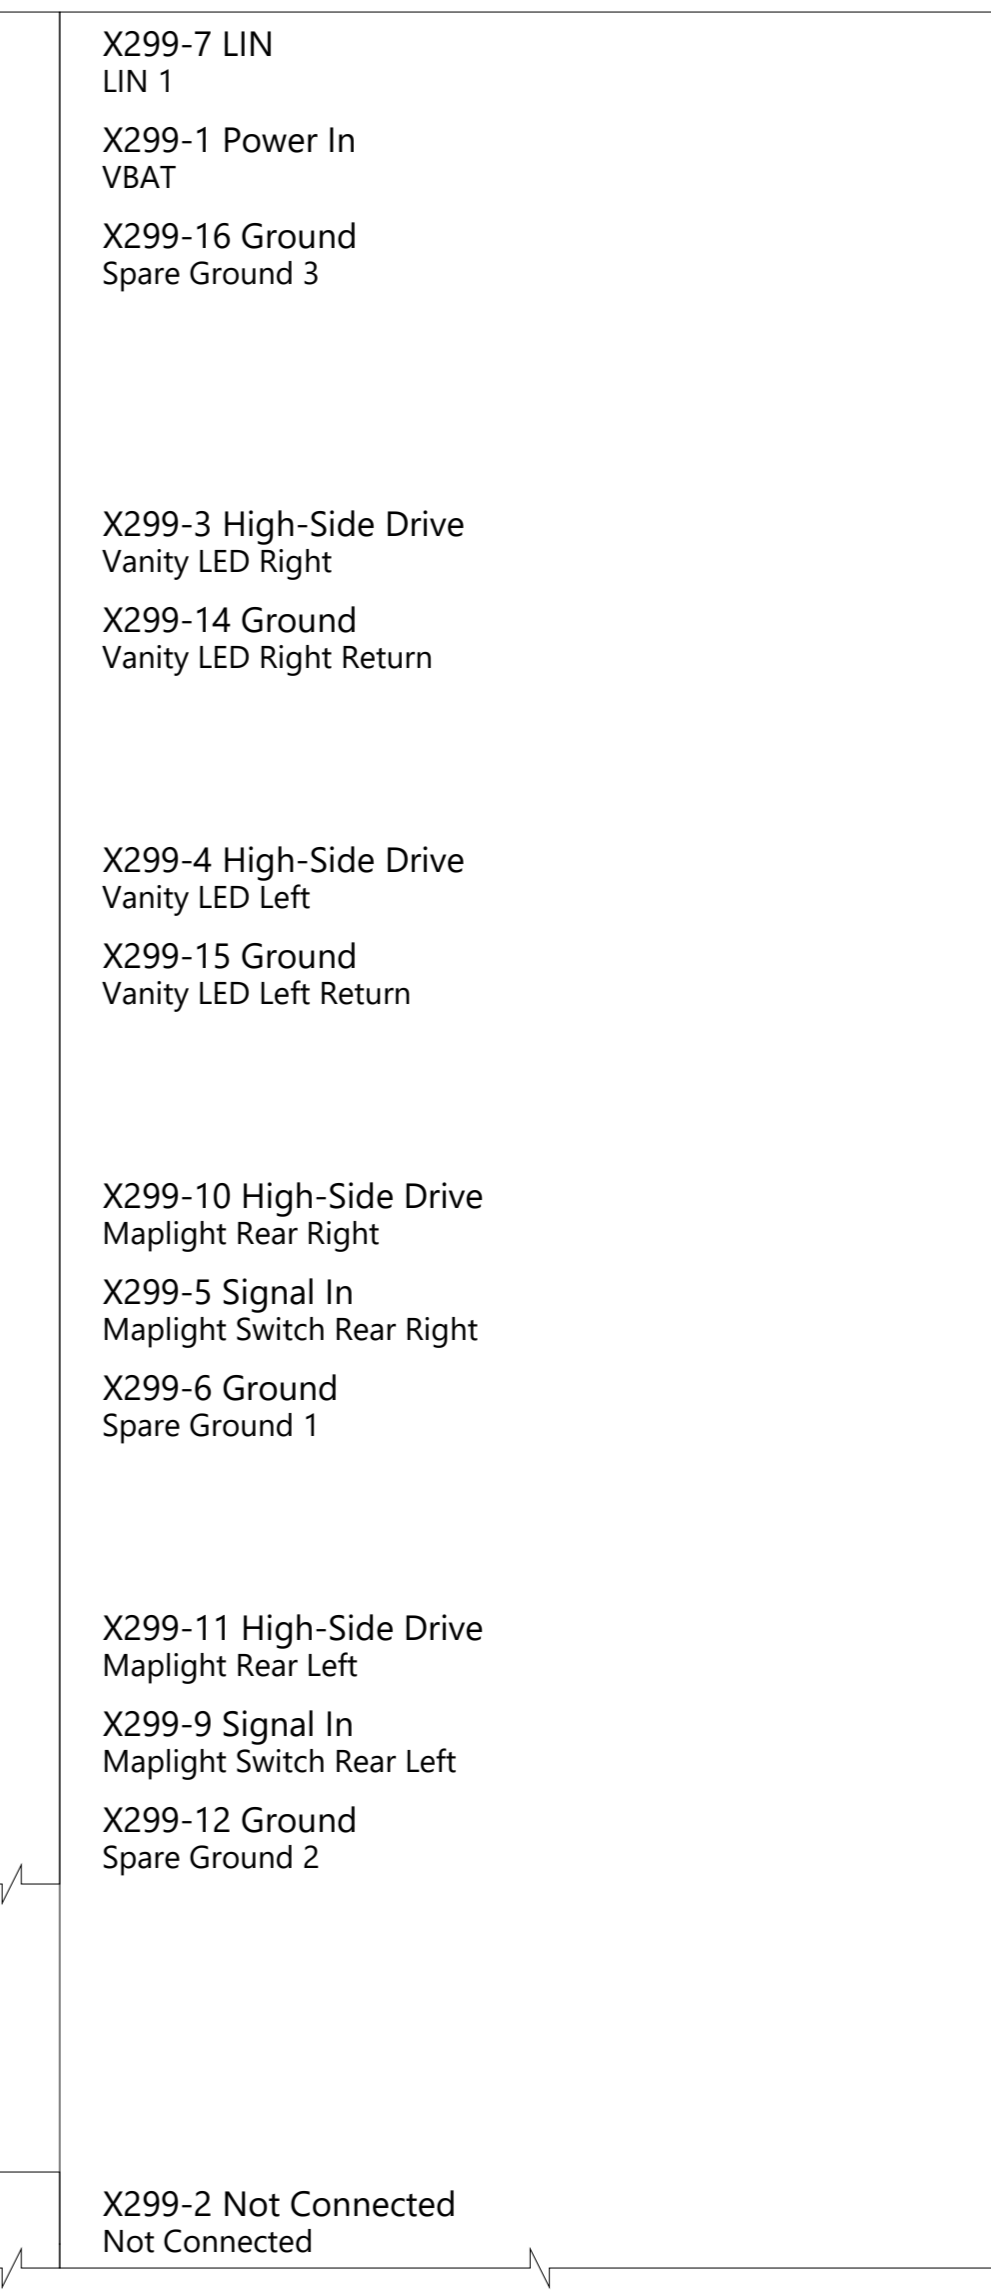 X299-7 LIN
LIN 1
X299-1 Power In
VBAT
X299-16 Ground
Spare Ground 3
X299-3 High-Side Drive
Vanity LED Right
X299-14 Ground
Vanity LED Right Return
X299-4 High-Side Drive
Vanity LED Left
X299-15 Ground
Vanity LED Left Return
X299-10 High-Side Drive
Maplight Rear Right
X299-5 Signal In
Maplight Switch Rear Right
X299-6 Ground
Spare Ground 1
X299-11 High-Side Drive
Maplight Rear Left
X299-9 Signal In
Maplight Switch Rear Left
X299-12 Ground
Spare Ground 2
X299-2 Not Connected
Not Connected